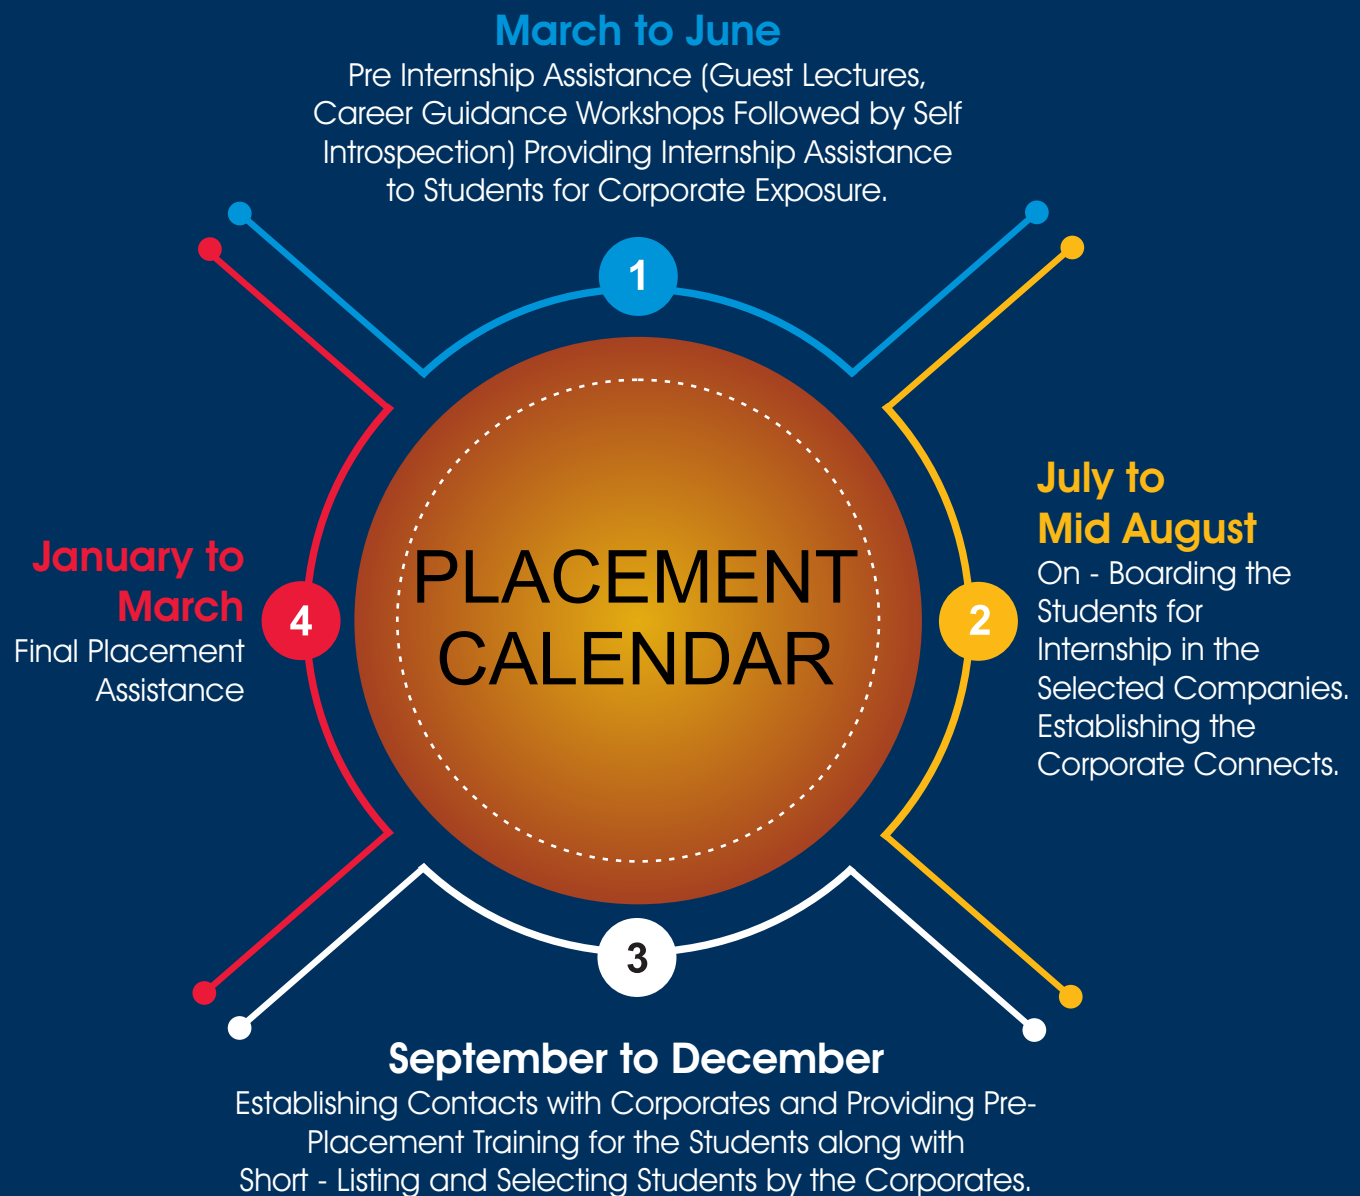 March to June
Pre Internship Assistance (Guest Lectures,
Career Guidance Workshops Followed by Self
Introspection) Providing Internship Assistance
to Students for Corporate Exposure.
1
PLACEMENT
CALENDAR
July to
Mid August
2
On - Boarding the
Students for
Internship in the
Selected Companies.
Establishing the
Corporate Connects.
3
September to December
Establishing Contacts with Corporates and Providing Pre-
Placement Training for the Students along with
Short - Listing and Selecting Students by the Corporates.
January to
March
4
Final Placement
Assistance